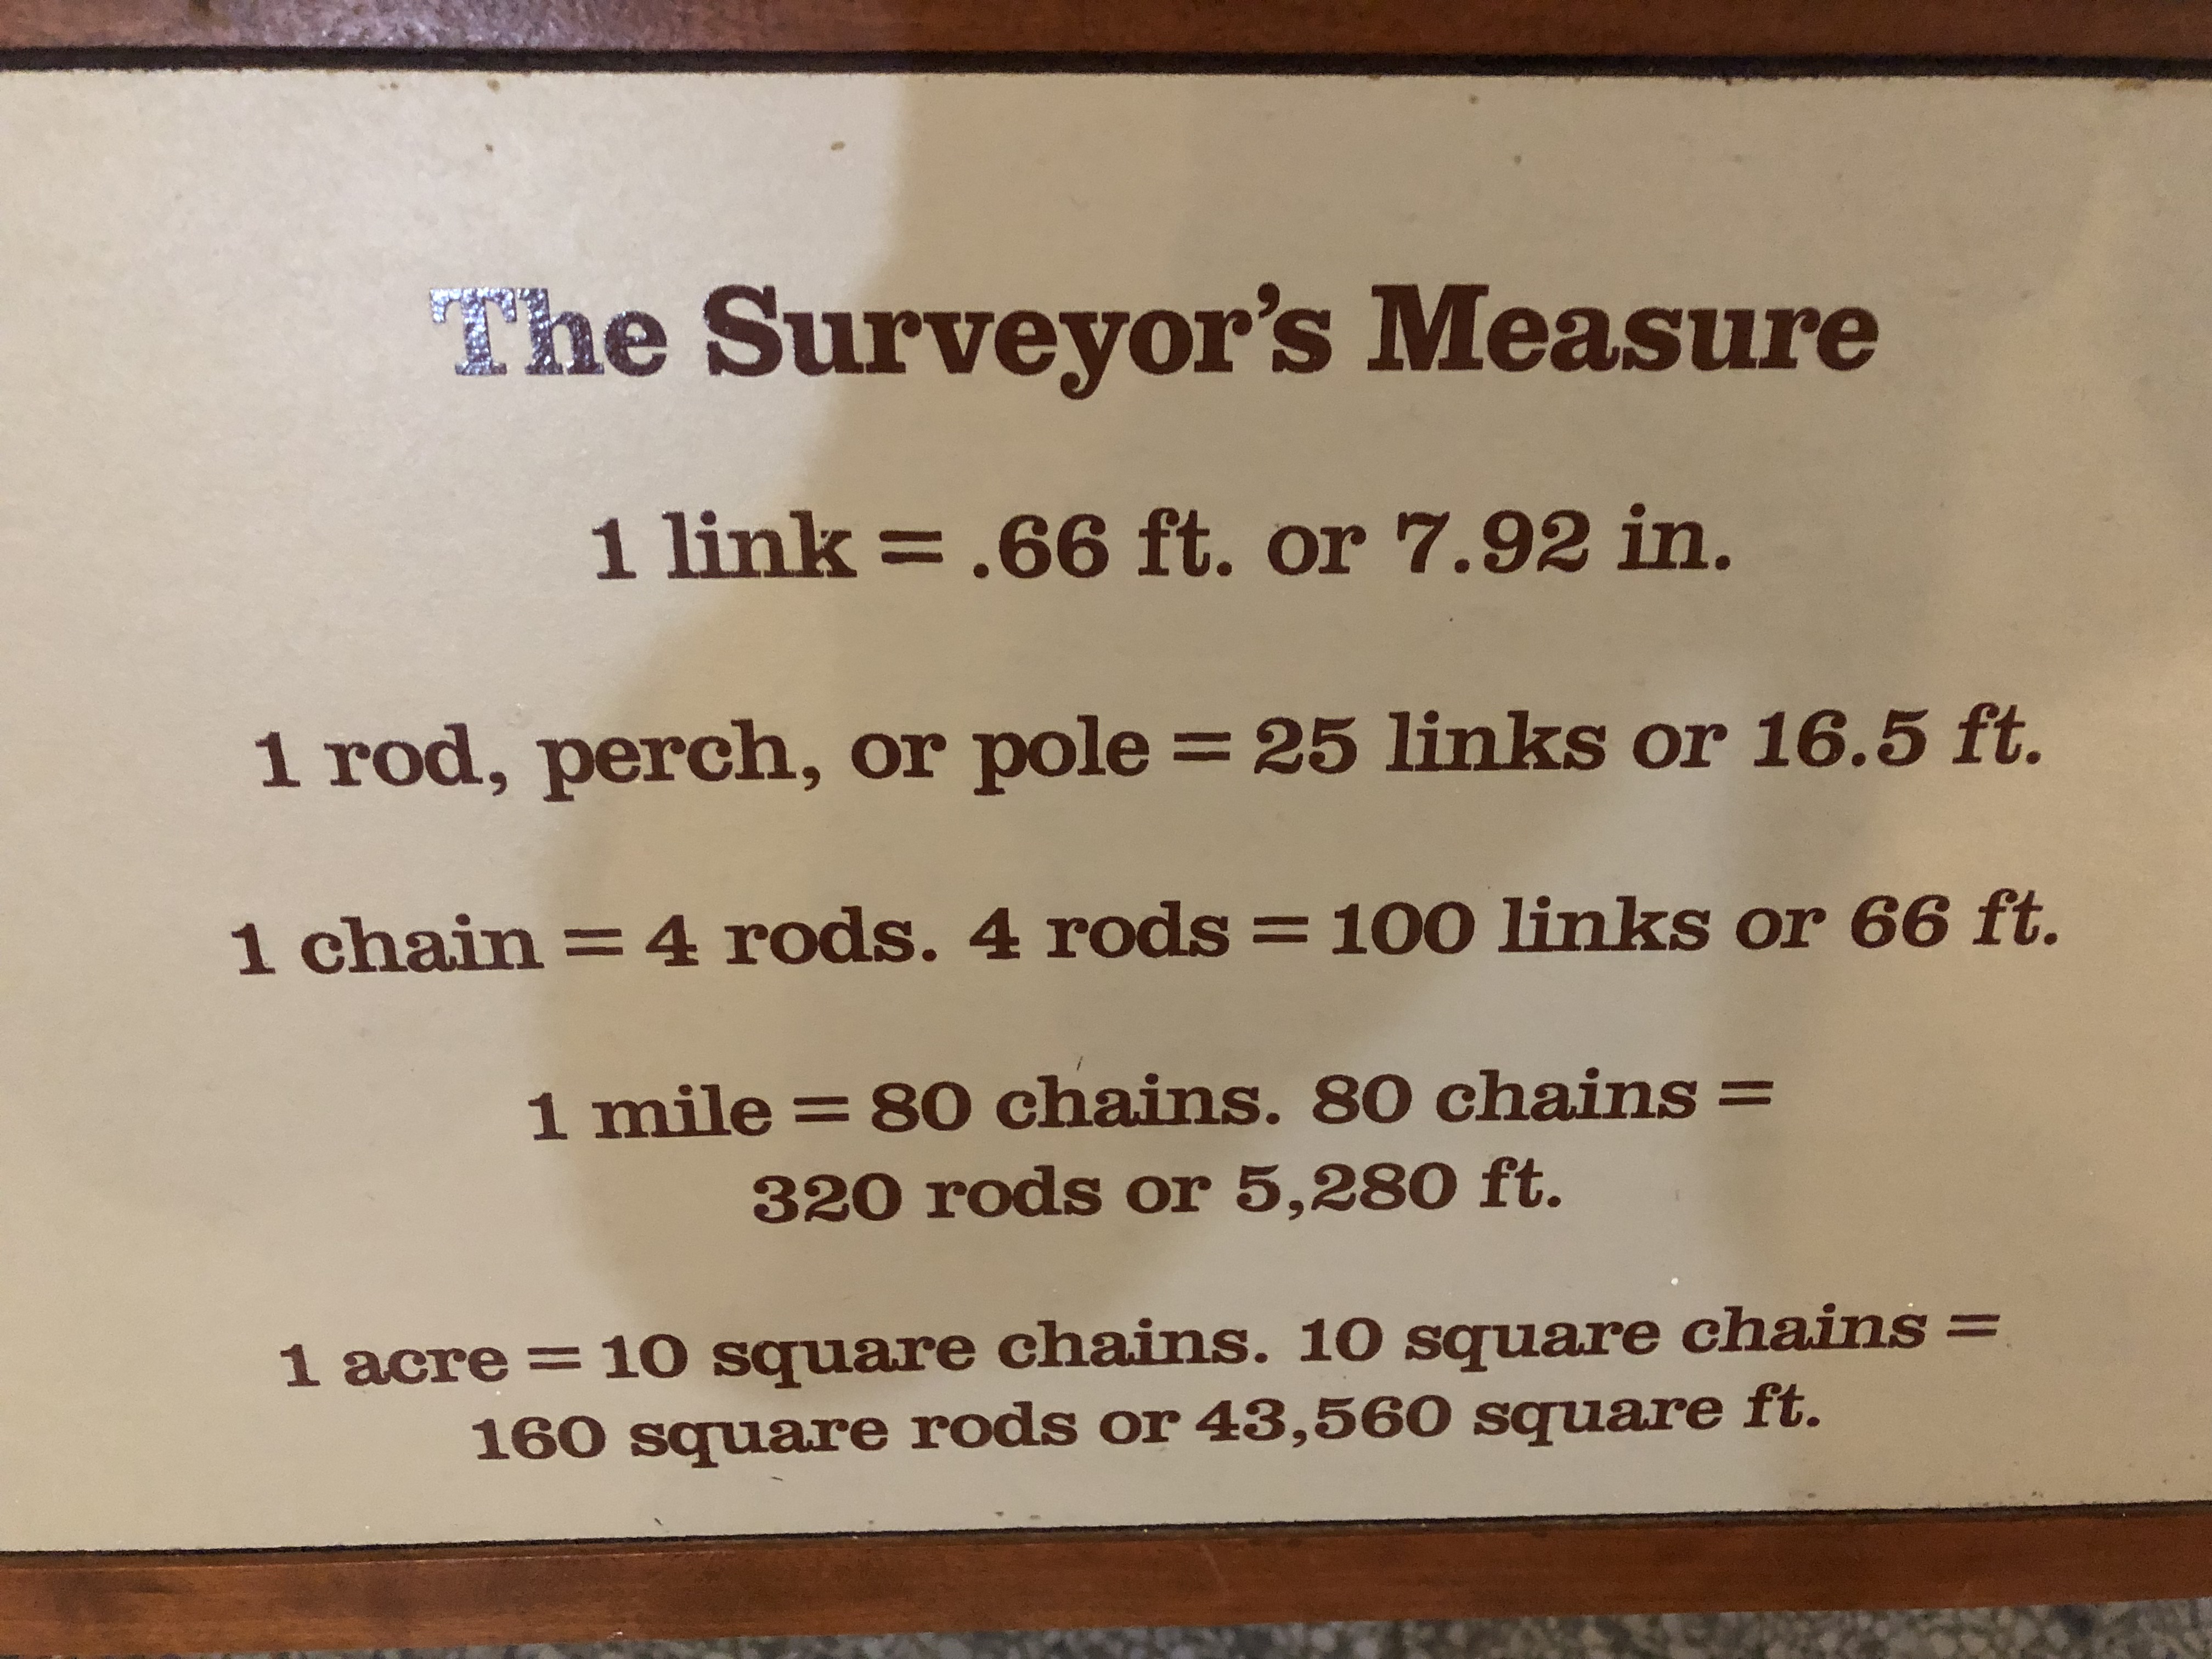 The Surveyor’s Measure
1 link = .66 ft. or 7.92 in.
1 rod, perch, or pole = 25 links or 16.5 ft.
1 chain = 4 rods. 4 rods = 100 links or 66 ft.
1 mile = 80 chains. 80 chains =
320 rods or 5,280 ft.
1 acre = 10 square chains. 10 square chains =
160 square rods or 43,560 square ft.